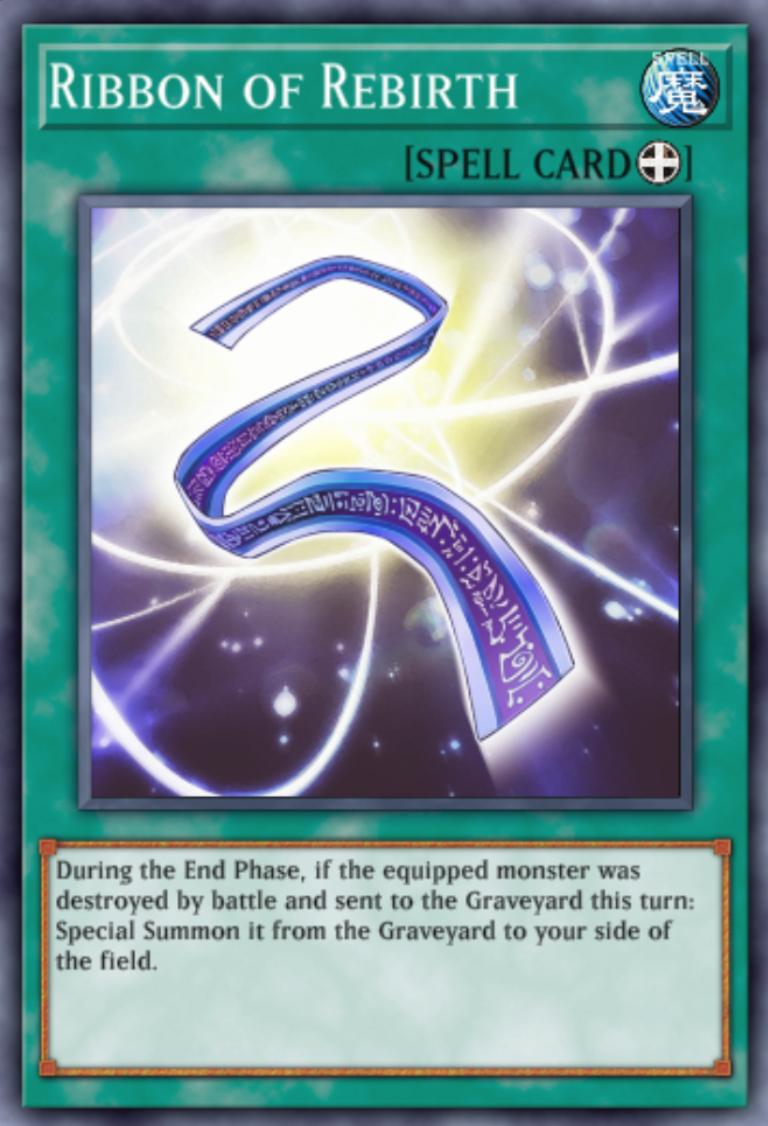 RIBBON OF REBIRTH
SPELL
魔
[SPELL CARD]
During the End Phase, if the equipped monster was
destroyed by battle and sent to the Graveyard this turn:
Special Summon it from the Graveyard to your side of
the field.